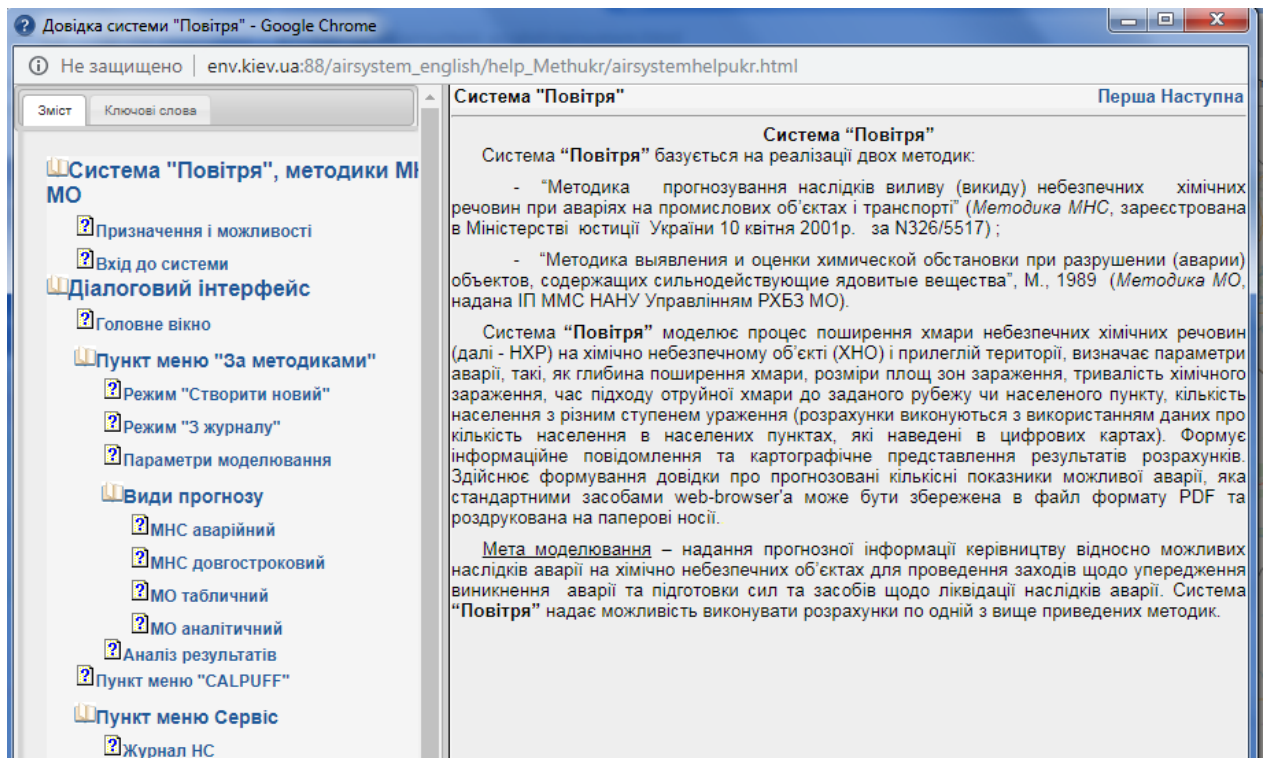 Довідка системи "Повітря" - Google Chrome
Не защищено | env.kiev.ua:88/airsystem_english/help_Methukr/airsystemhelpukr.html
Зміст
Ключові слова
Система "Повітря", методики МН
МО
Призначення і можливості
Вхід до системи
Діалоговий інтерфейс
Головне вікно
Пункт меню "За методиками"
Режим "Створити новий"
Режим "З журналу"
Параметри моделювання
Види прогнозу
МНС аварійний
МНС довгостроковий
МО табличний
МО аналітичний
Аналіз результатів
Пункт меню "CALPUFF"
Пункт меню Сервіс
Журнал НС
Система "Повітря"
Перша Наступна
Система “Повітря”
Система “Повітря” базується на реалізації двох методик:
- “Методика прогнозування наслідків виливу (викиду) небезпечних хімічних
речовин при аваріях на промислових об’єктах і транспорті” (Методика МНС, зареєстрована
в Міністерстві юстиції України 10 квітня 2001р. за N326/5517) ;
- “Методика выявления и оценки химической обстановки при разрушении (аварии)
объектов, содержащих сильнодействующие ядовитые вещества”, М., 1989 (Методика МО,
надана ІП ММС НАНУ Управлінням РХБЗ МО).
Система “Повітря” моделює процес поширення хмари небезпечних хімічних речовин
(далі - НХР) на хімічно небезпечному об’єкті (ХНО) і прилеглій території, визначає параметри
аварії, такі, як глибина поширення хмари, розміри площ зон зараження, тривалість хімічного
зараження, час підходу отруйної хмари до заданого рубежу чи населеного пункту, кількість
населення з різним ступенем ураження (розрахунки виконуються з використанням даних про
кількість населення в населених пунктах, які наведені в цифрових картах). Формує
інформаційне повідомлення та картографічне представлення результатів розрахунків.
Здійснює формування довідки про прогнозовані кількісні показники можливої аварії, яка
стандартними засобами web-browser'а може бути збережена в файл формату PDF та
роздрукована на паперові носії.
Мета моделювання – надання прогнозної інформації керівництву відносно можливих
наслідків аварії на хімічно небезпечних об’єктах для проведення заходів щодо упередження
виникнення аварії та підготовки сил та засобів щодо ліквідації наслідків аварії. Система
“Повітря” надає можливість виконувати розрахунки по одній з вище приведених методик.